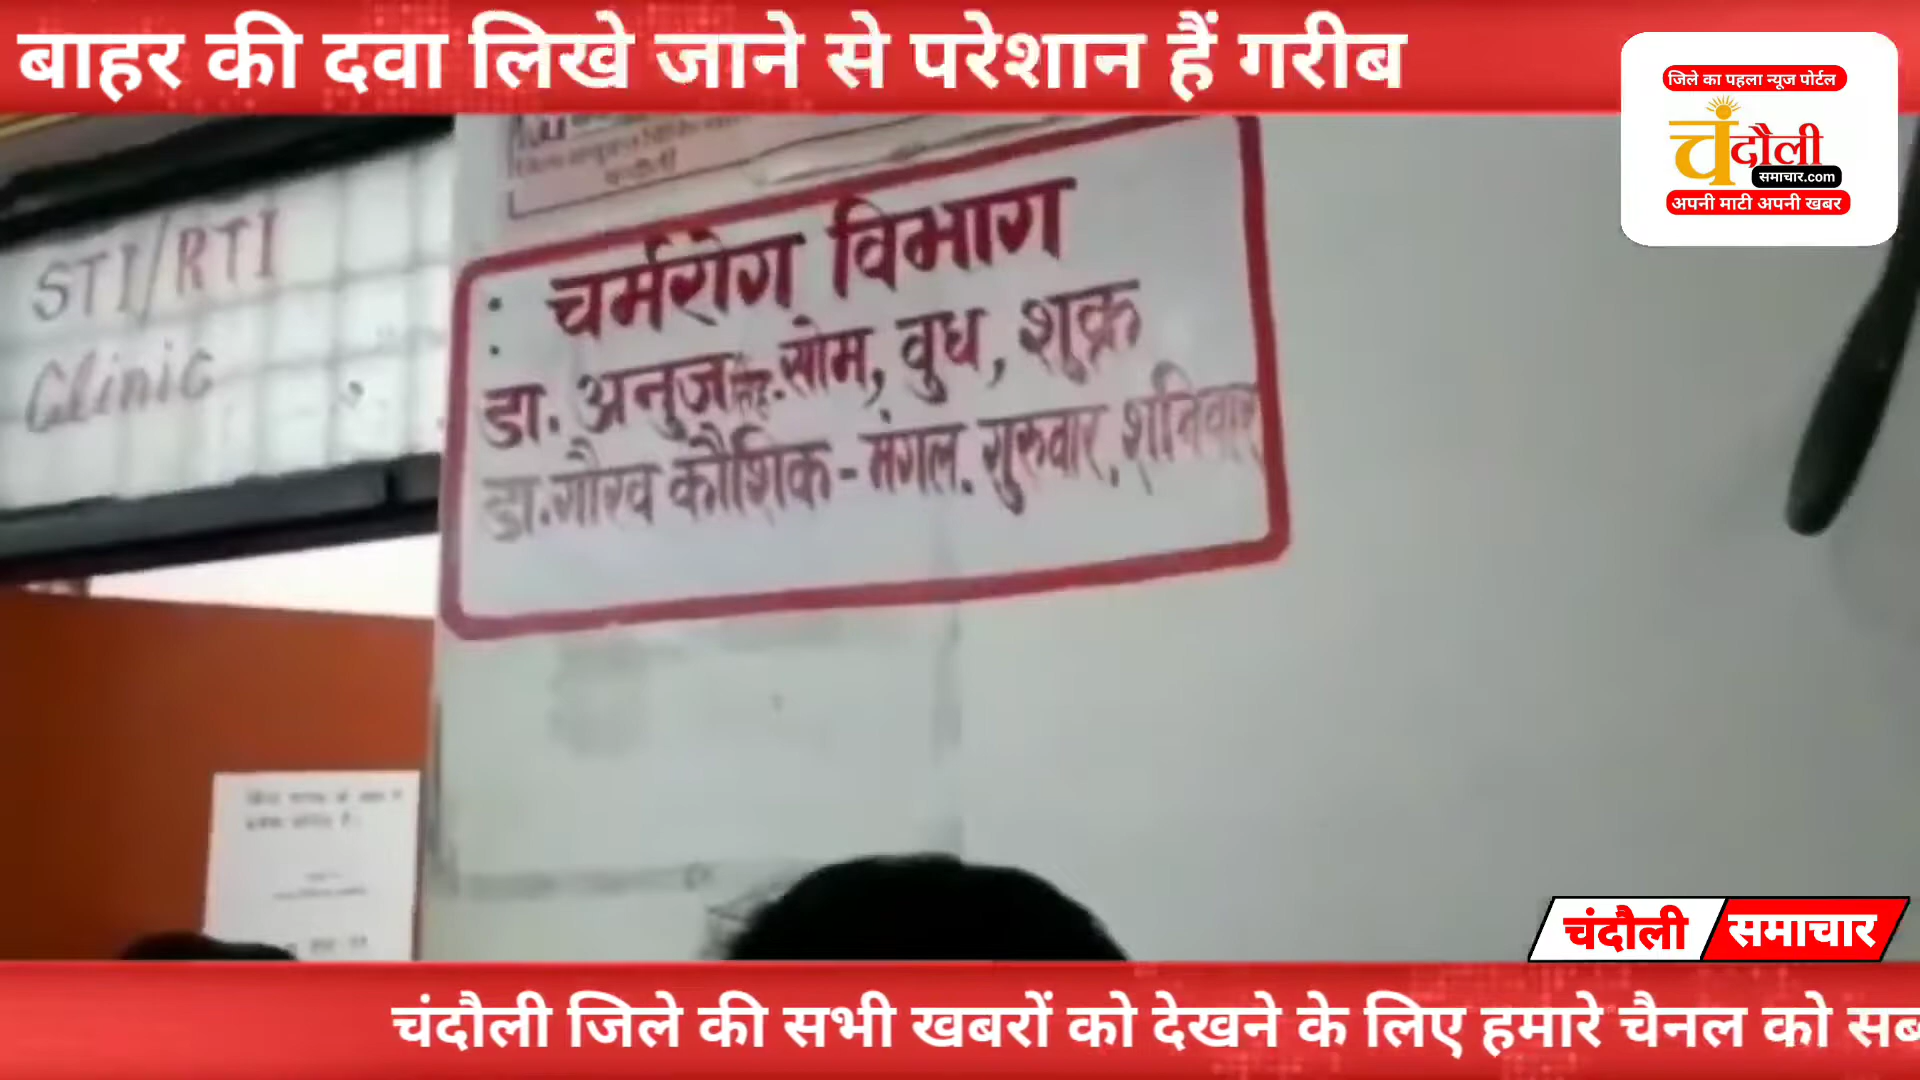 बाहर की दवा लिखे जाने से परेशान हैं गरीब
जिले का पहला न्यूज पोर्टल
चंदौली
समाचार.com
अपनी माटी अपनी खबर
STI/RTI
Clinic
चर्मरोग विभाग
डा. अनुज सिंह. सोम, वुध, शुक्र
डा. गौरव कौशिक - मंगल. गुरुवार, शनिवार
चंदौली समाचार
चंदौली जिले की सभी खबरों को देखने के लिए हमारे चैनल को सब